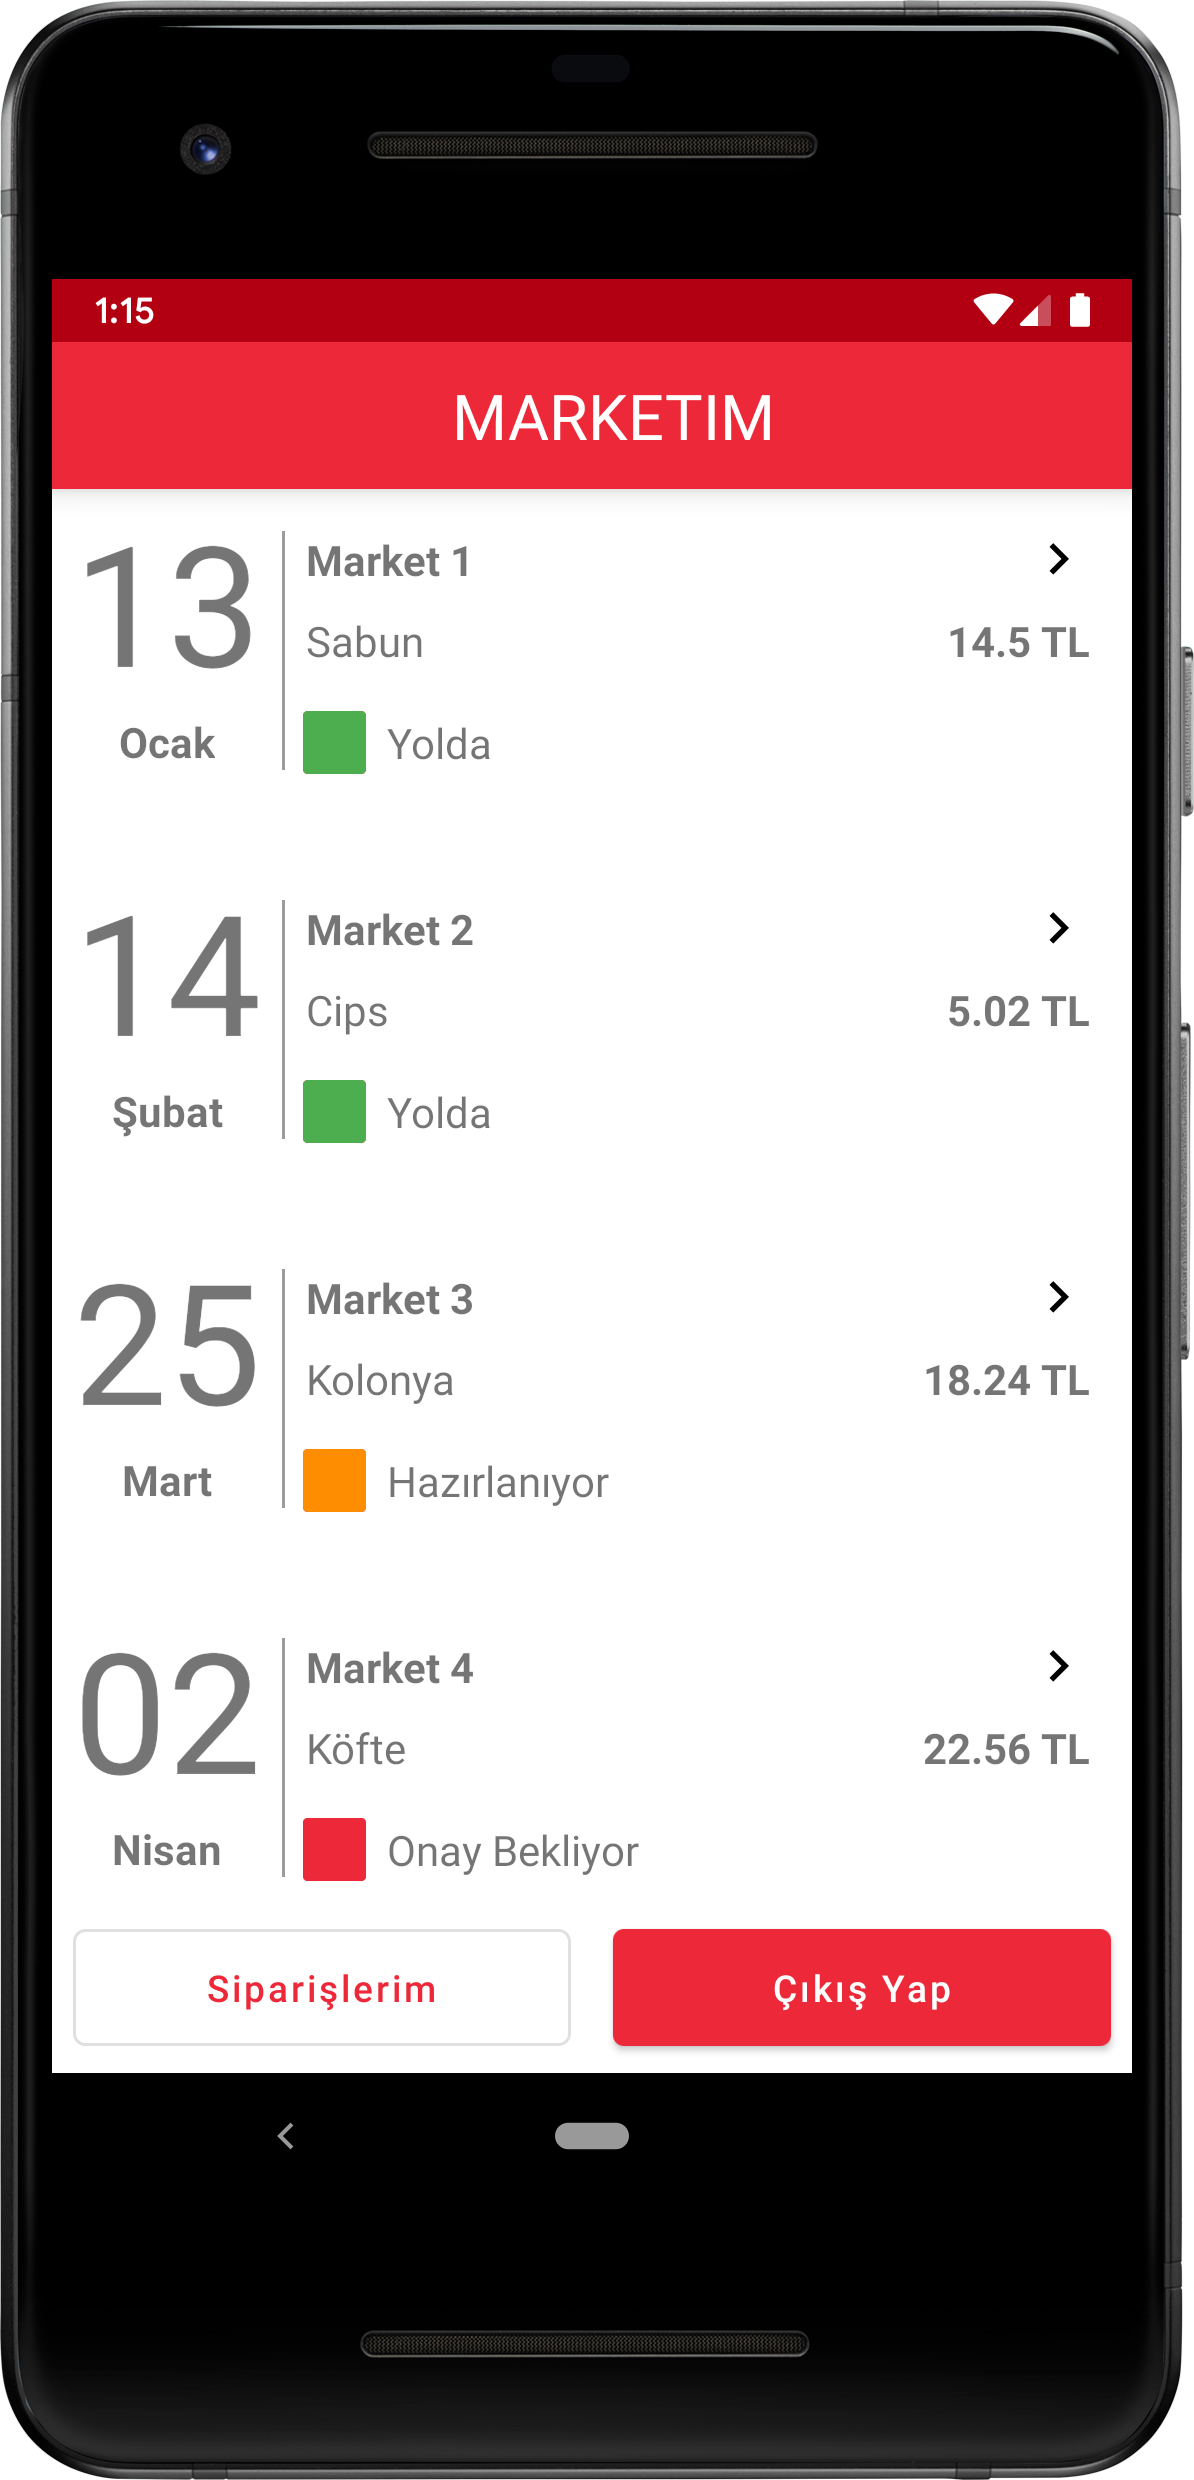 1:15
MARKETIM
13
Ocak
Market 1
Sabun
14.5 TL
Yolda
14
Şubat
Market 2
Cips
5.02 TL
Yolda
25
Mart
Market 3
Kolonya
18.24 TL
Hazırlanıyor
02
Nisan
Market 4
Köfte
22.56 TL
Onay Bekliyor
Siparişlerim
Çıkış Yap